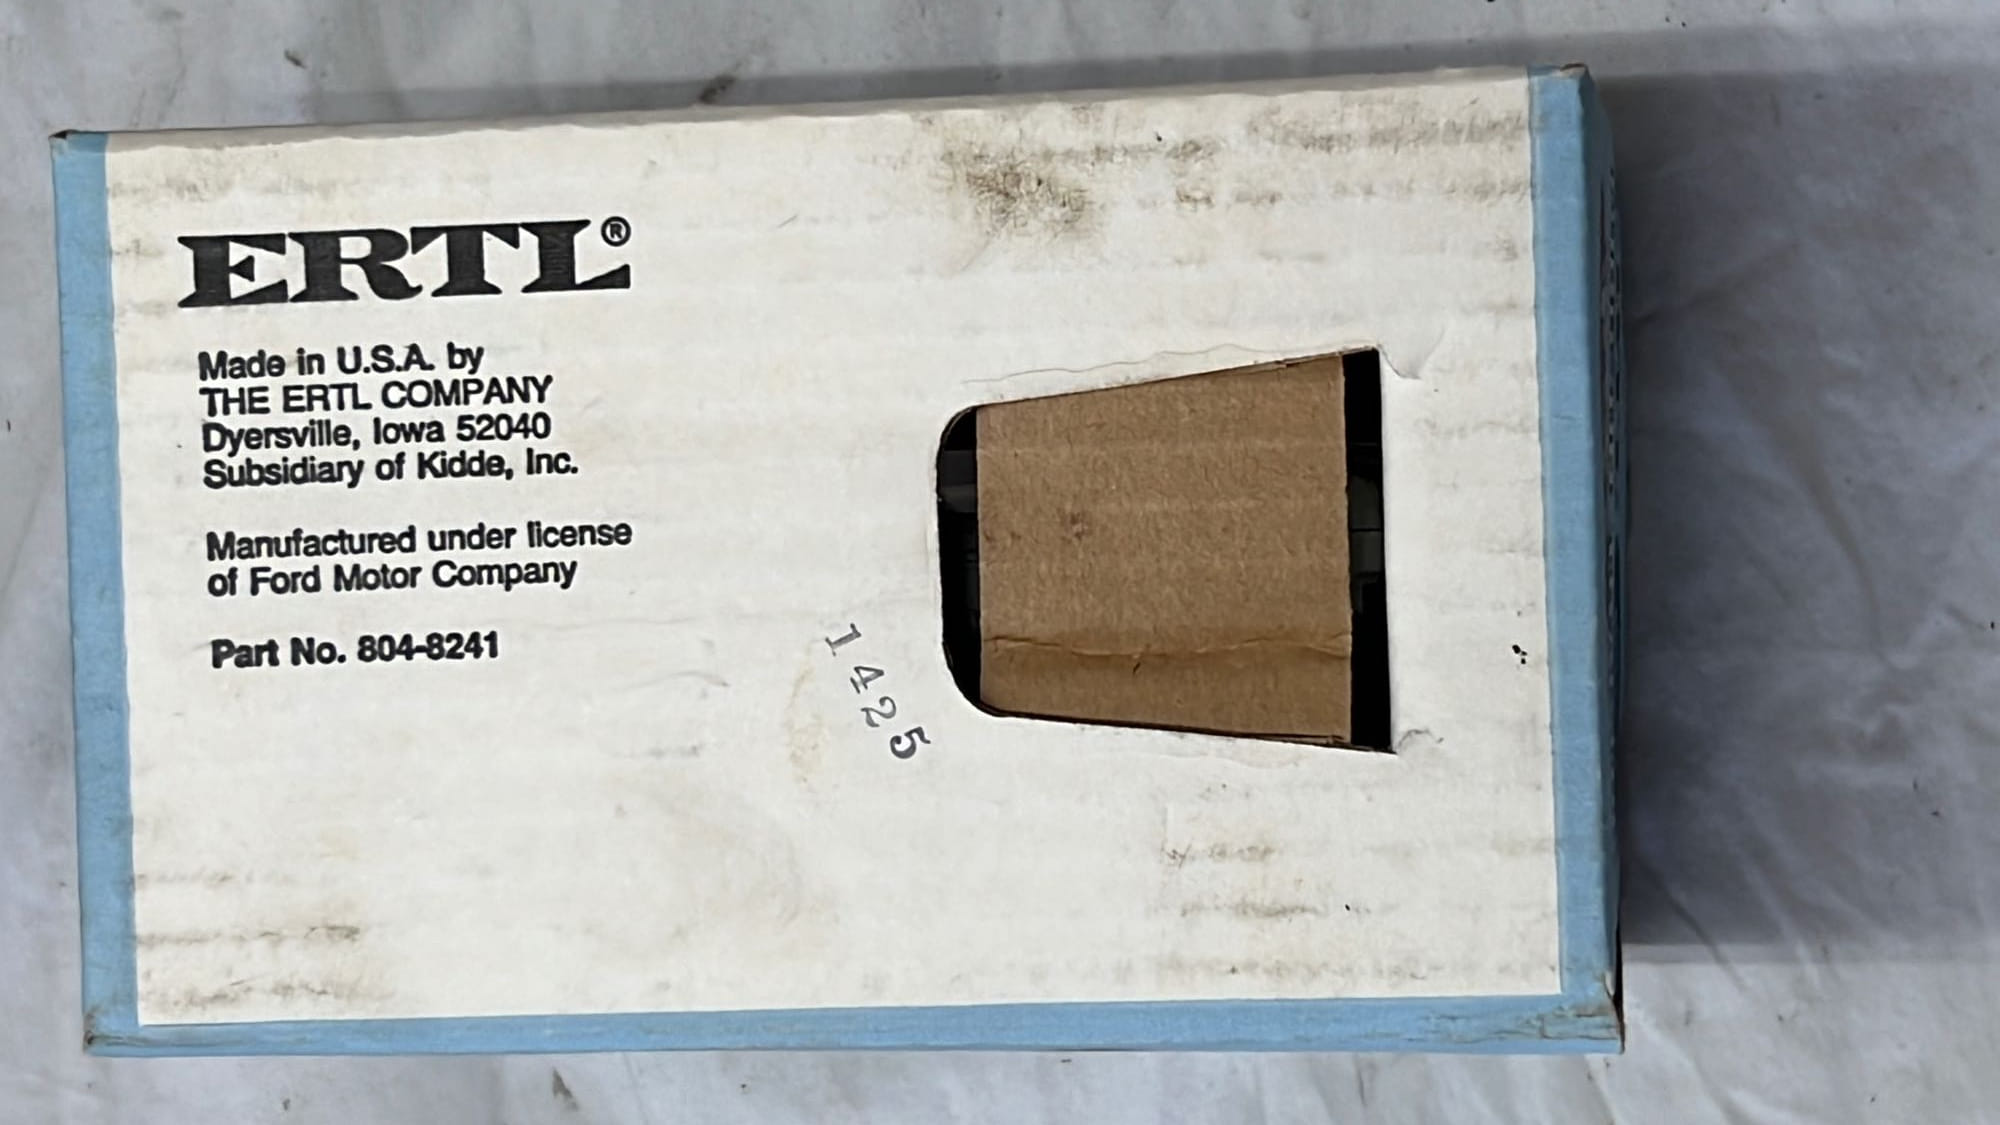 ERTL®
Made in U.S.A. by
THE ERTL COMPANY
Dyersville, Iowa 52040
Subsidiary of Kidde, Inc.
Manufactured under license
of Ford Motor Company
Part No. 804-8241
1425